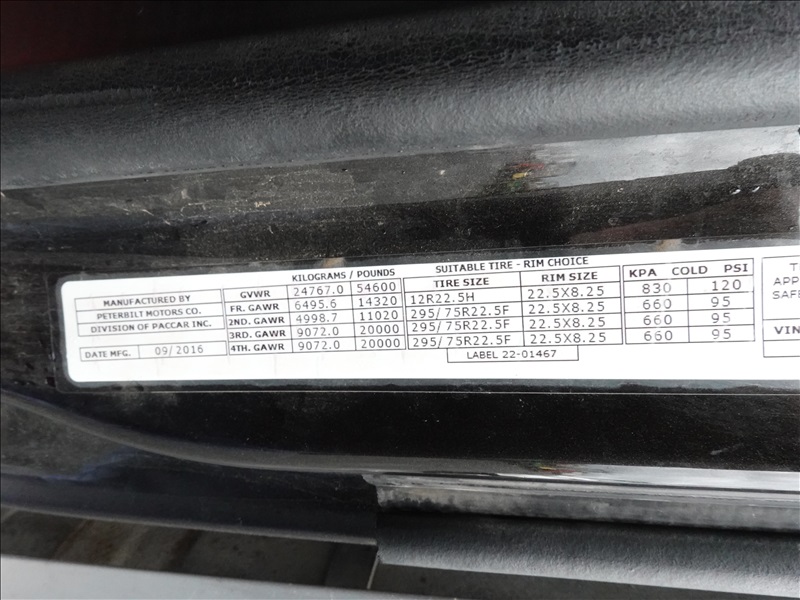 MANUFACTURED BY
PETERBILT MOTORS CO.
DIVISION OF PACCAR INC.
DATE MFG. 09/2016
KILOGRAMS / POUNDS
GVWR 24767.0 54600
FR. GAWR 6495.6 14320
2ND. GAWR 4998.7 11020
3RD. GAWR 9072.0 20000
4TH. GAWR 9072.0 20000
SUITABLE TIRE - RIM CHOICE
TIRE SIZE RIM SIZE
12R22.5H 22.5X8.25
295/ 75R22.5F 22.5X8.25
295/ 75R22.5F 22.5X8.25
295/ 75R22.5F 22.5X8.25
LABEL 22-01467
KPA COLD PSI
830 120
660 95
660 95
660 95
T
APP
SAFE
VIN